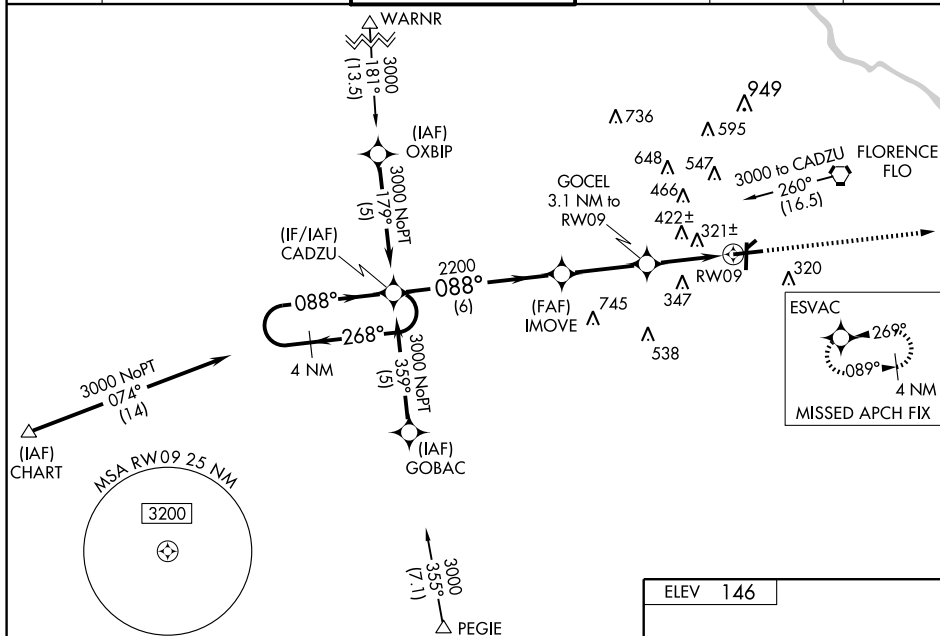 WARNR
3000
181°
(13.5)
(IAF)
OXBIP
3000 NoPT
179°
(5)
(IF/IAF)
CADZU
088°
268°
4 NM
2200
088°
(6)
(FAF)
IMOVE
GOCEL
3.1 NM to
RW09
736
949
595
648
547
466
422±
321±
347
745
538
320
RW09
3000 to CADZU
260°
(16.5)
FLORENCE
FLO
ESVAC
269°
089°
4 NM
MISSED APCH FIX
3000 NoPT
359°
(5)
(IAF)
GOBAC
3000 NoPT
074°
(14)
(IAF)
CHART
MSA RW09 25 NM
3200
3000
355°
(7.1)
PEGIE
ELEV 146